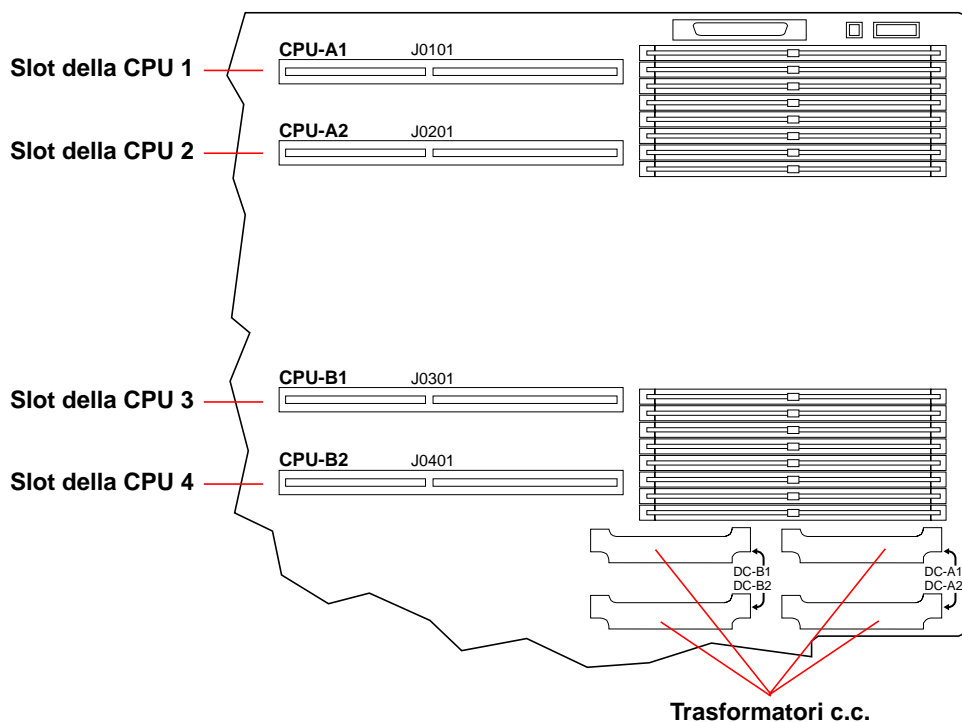 CPU-A1 J0101
Slot della CPU 1
CPU-A2 J0201
Slot della CPU 2
CPU-B1 J0301
Slot della CPU 3
CPU-B2 J0401
Slot della CPU 4
DC-B1
DC-B2
DC-A1
DC-A2
Trasformatori c.c.